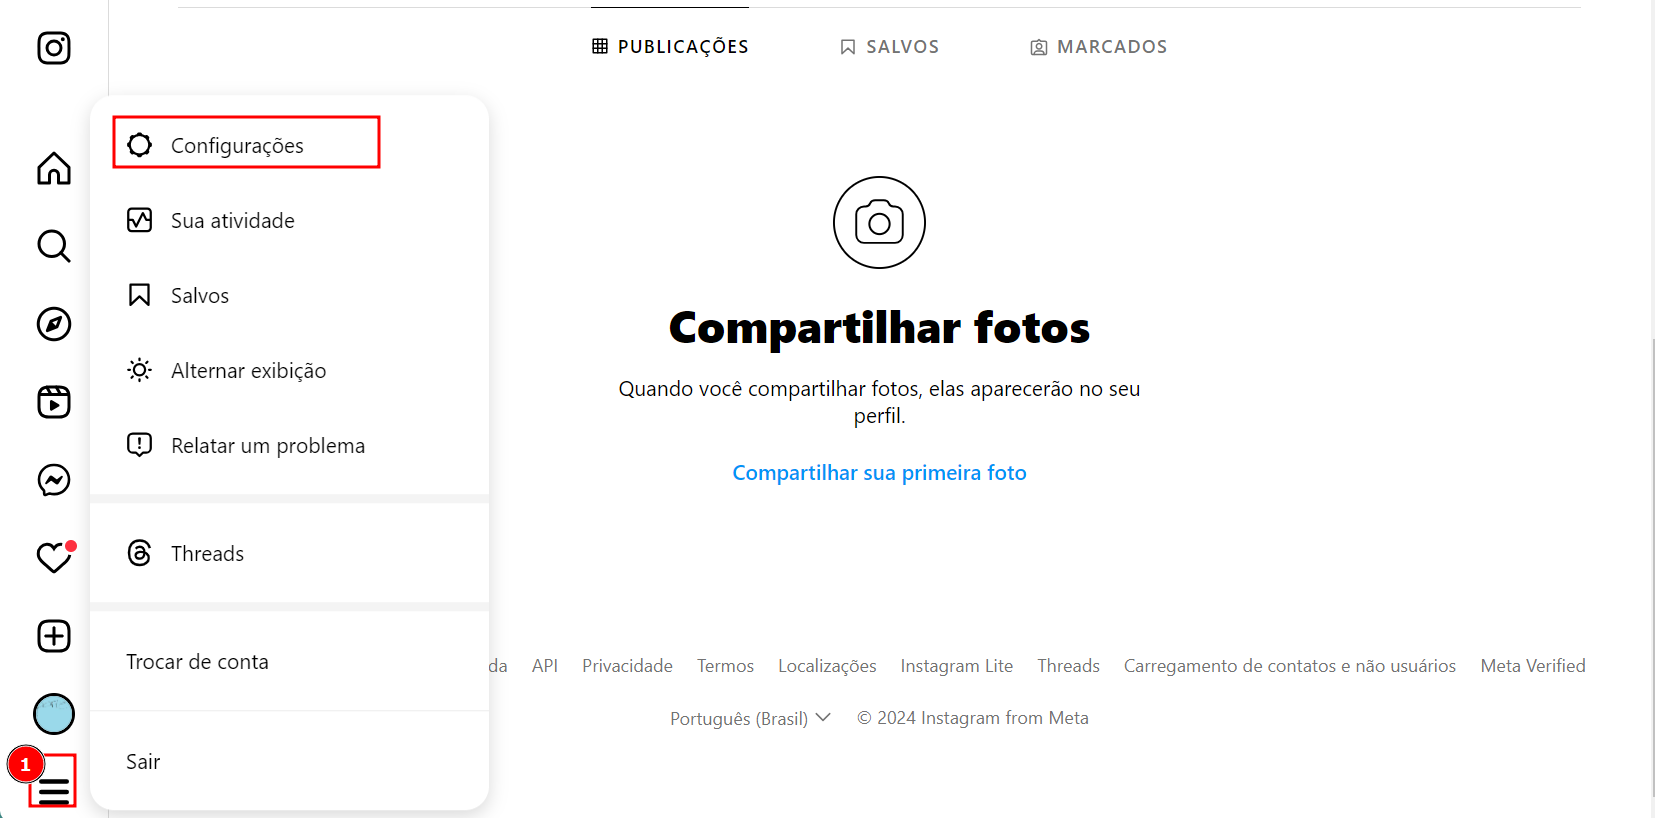 PUBLICAÇÕES
SALVOS
MARCADOS
Configurações
Sua atividade
Salvos
Alternar exibição
Relatar um problema
Threads
Trocar de conta
Sair
1
Compartilhar fotos
Quando você compartilhar fotos, elas aparecerão no seu
perfil.
Compartilhar sua primeira foto
da API Privacidade Termos Localizações Instagram Lite Threads Carregamento de contatos e não usuários Meta Verified
Português (Brasil) © 2024 Instagram from Meta